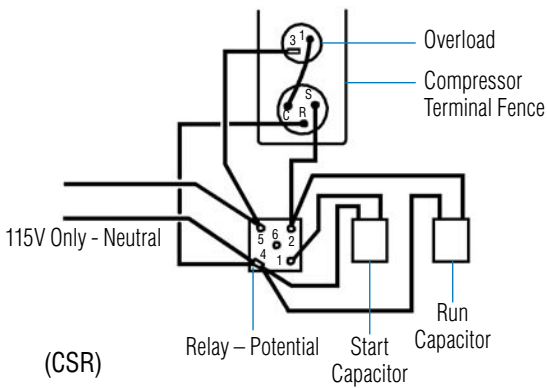 3 1
Overload
Compressor
Terminal Fence
S
C R
115V Only - Neutral
5 6 2
4 1
Relay – Potential
Start
Capacitor
Run
Capacitor
(CSR)